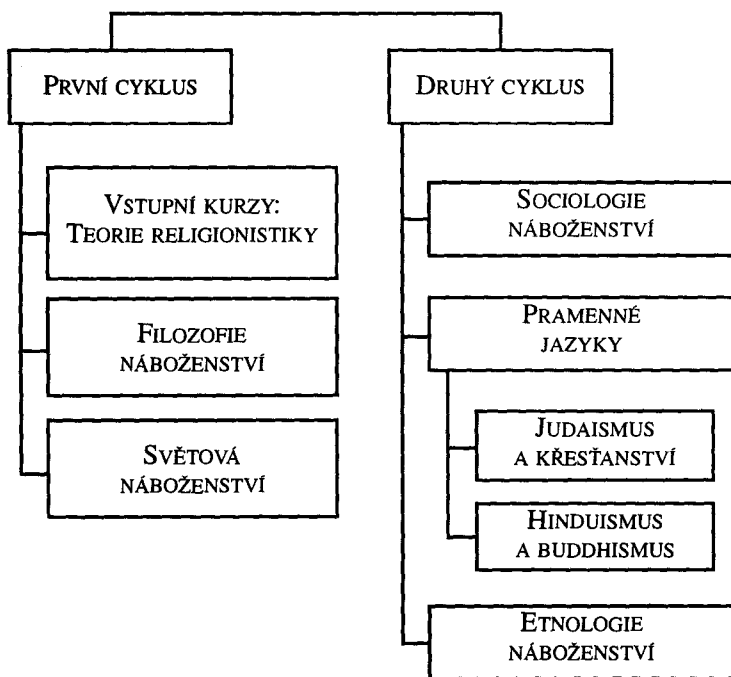 PRVNÍ CYKLUS
VSTUPNÍ KURZY:
TEORIE RELIGIONISTIKY
FILOZOFIE
NÁBOŽENSTVÍ
SVĚTOVÁ
NÁBOŽENSTVÍ
DRUHÝ CYKLUS
SOCIOLOGIE
NÁBOŽENSTVÍ
PRAMENNÉ
JAZYKY
JUDAISMUS
A KŘESŤANSTVÍ
HINDUISMUS
A BUDDHISMUS
ETNOLOGIE
NÁBOŽENSTVÍ